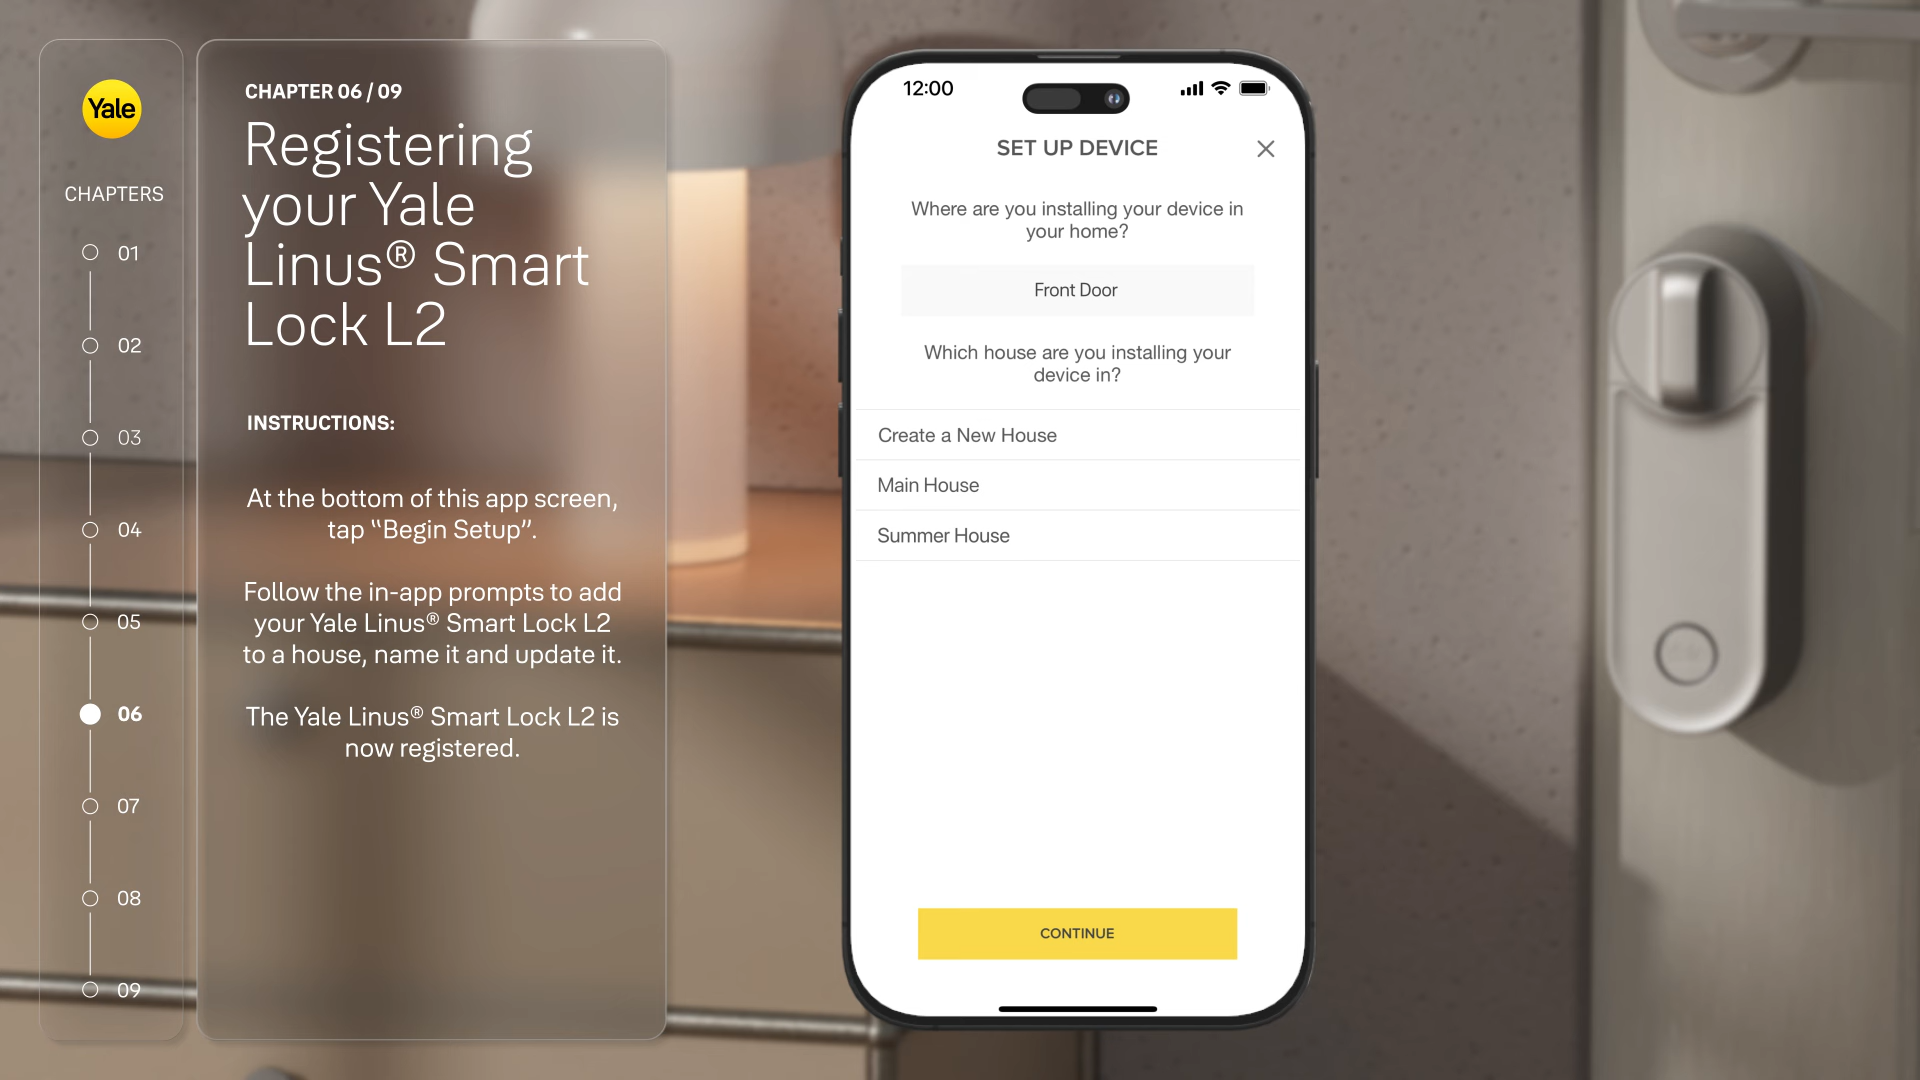 Yale
CHAPTERS
01
02
03
04
05
06
07
08
09
CHAPTER 06 / 09
Registering
your Yale
Linus® Smart
Lock L2
INSTRUCTIONS:
At the bottom of this app screen,
tap “Begin Setup”.
Follow the in-app prompts to add
your Yale Linus® Smart Lock L2
to a house, name it and update it.
The Yale Linus® Smart Lock L2 is
now registered.
12:00
SET UP DEVICE
Where are you installing your device in
your home?
Front Door
Which house are you installing your
device in?
Create a New House
Main House
Summer House
CONTINUE